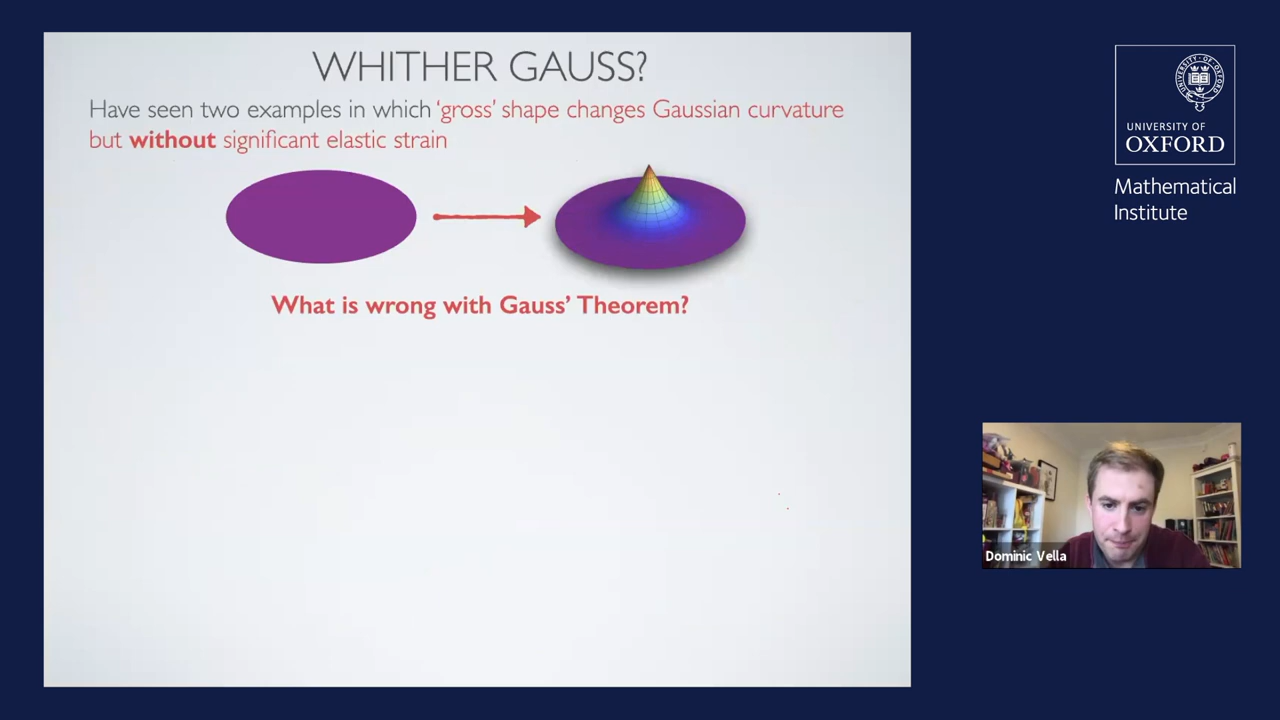 WHITHER GAUSS?
Have seen two examples in which ‘gross’ shape changes Gaussian curvature
but without significant elastic strain
What is wrong with Gauss’ Theorem?
UNIVERSITY OF
OXFORD
Mathematical
Institute
Dominic Vella